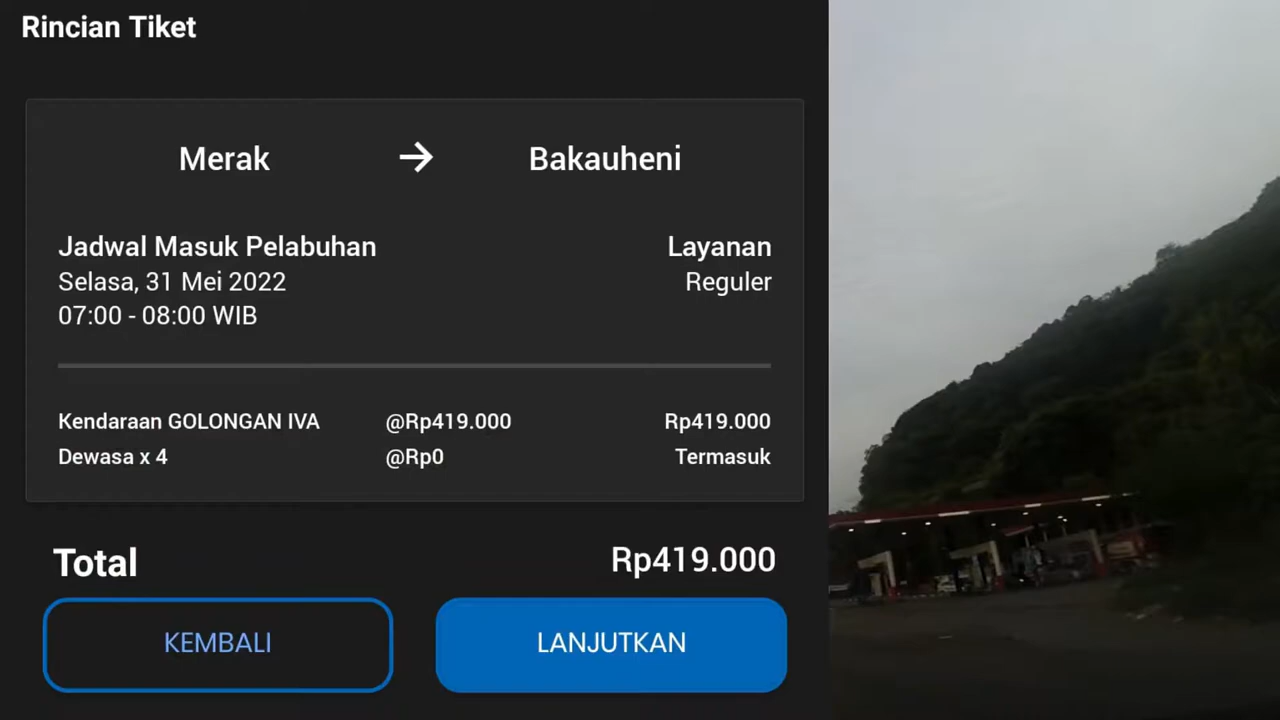 Rincian Tiket
Merak → Bakauheni
Jadwal Masuk Pelabuhan Layanan
Selasa, 31 Mei 2022 Reguler
07:00 - 08:00 WIB
Kendaraan GOLONGAN IVA @Rp419.000 Rp419.000
Dewasa x 4 @Rp0 Termasuk
Total Rp419.000
KEMBALI LANJUTKAN